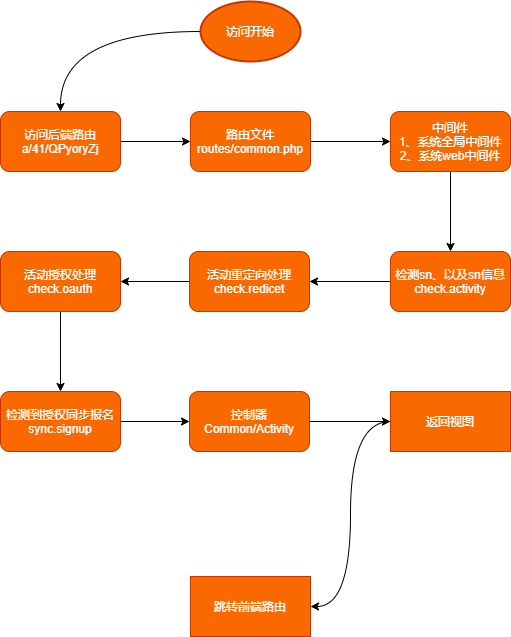 访问开始
访问后端路由
a/41/QPyoryZj
路由文件
routes/common.php
中间件
1、系统全局中间件
2、系统web中间件
检测sn、以及sn信息
check.activity
活动重定向处理
check.redicet
活动授权处理
check.oauth
检测到授权同步报名
sync.signup
控制器
Common/Activity
返回视图
跳转前端路由